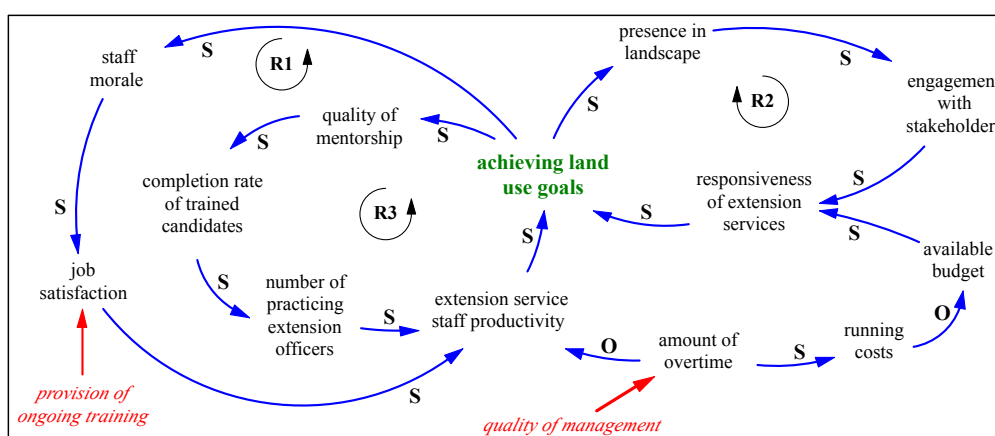 staff
morale
S
R1
presence in
landscape
S
engagement
with
stakeholder
R2
S
quality of
mentorship
S
S
achieving land
use goals
S
completion rate
of trained
candidates
R3
responsiveness
of extension
services
S
S
S
S
S
available
budget
job
satisfaction
S
number of
practicing
extension
officers
S
extension service
staff productivity
O
amount of
overtime
S
running
costs
O
provision of
ongoing training
S
quality of management